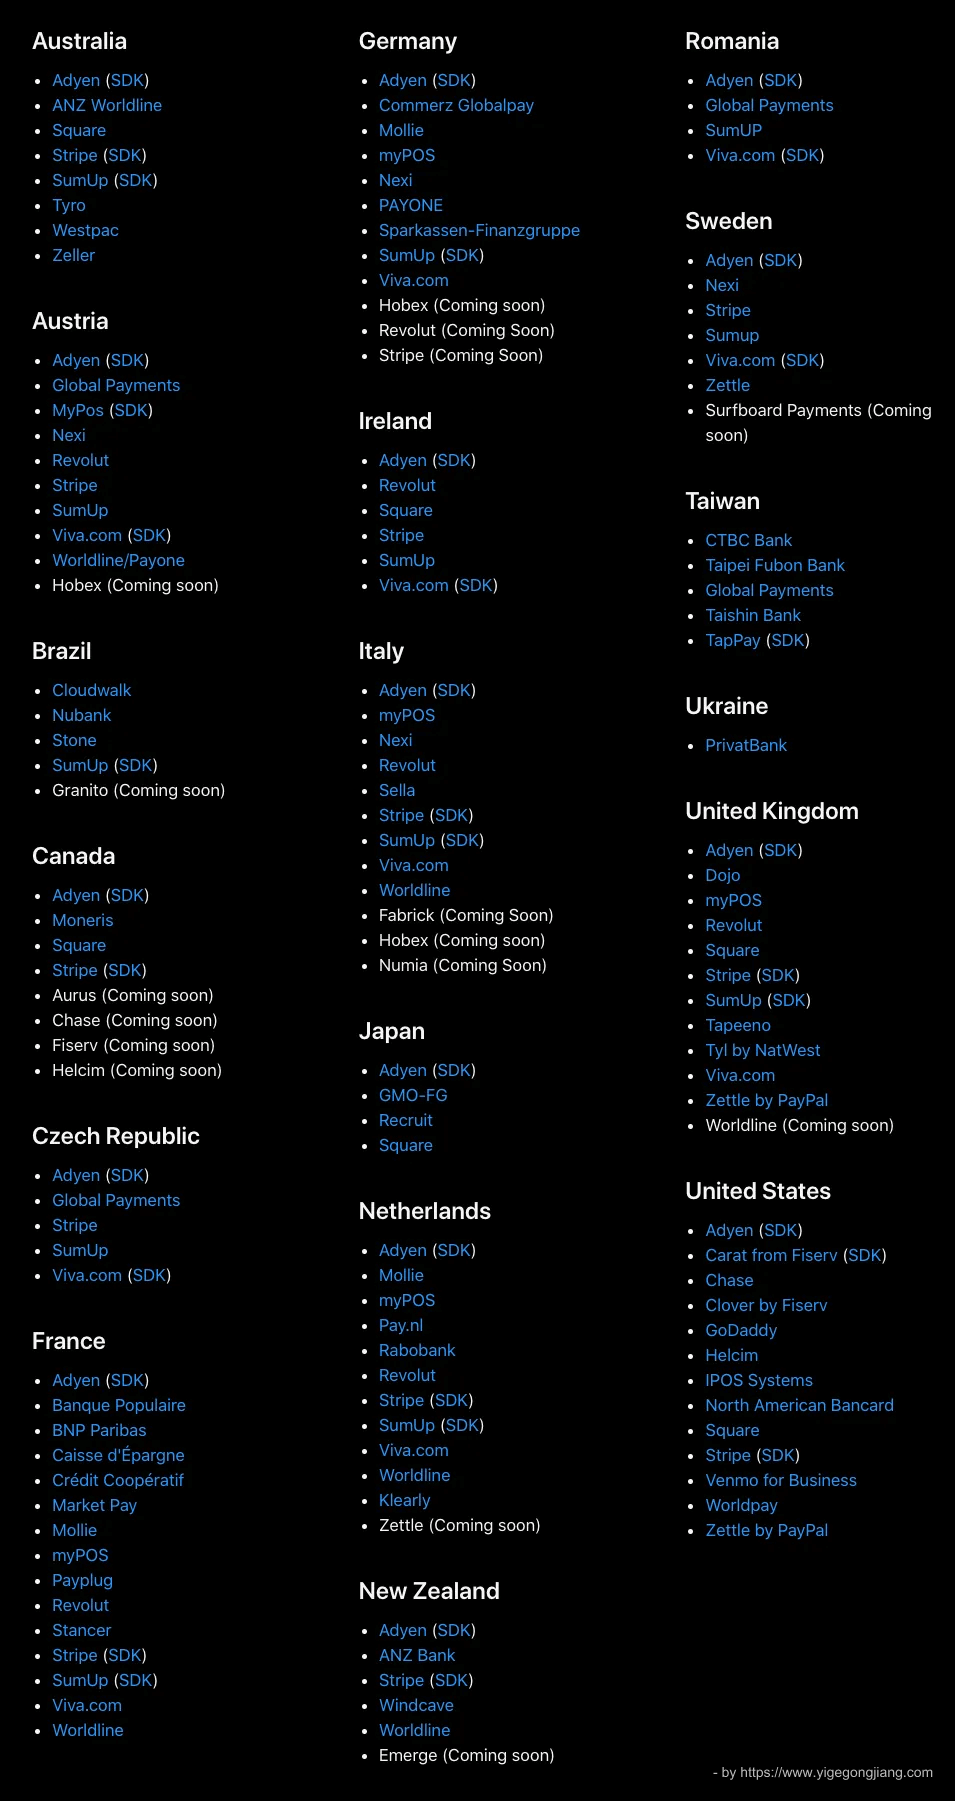 Australia
Adyen (SDK)
ANZ Worldline
Square
Stripe (SDK)
SumUp (SDK)
Tyro
Westpac
Zeller
Austria
Adyen (SDK)
Global Payments
MyPos (SDK)
Nexi
Revolut
Stripe
SumUp
Viva.com (SDK)
Worldline/Payone
Hobex (Coming soon)
Brazil
Cloudwalk
Nubank
Stone
SumUp (SDK)
Granito (Coming soon)
Canada
Adyen (SDK)
Moneris
Square
Stripe (SDK)
Aurus (Coming soon)
Chase (Coming soon)
Fiserv (Coming soon)
Helcim (Coming soon)
Czech Republic
Adyen (SDK)
Global Payments
Stripe
SumUp
Viva.com (SDK)
France
Adyen (SDK)
Banque Populaire
BNP Paribas
Caisse d'Épargne
Crédit Coopératif
Market Pay
Mollie
myPOS
Payplug
Revolut
Stancer
Stripe (SDK)
SumUp (SDK)
Viva.com
Worldline
Germany
Adyen (SDK)
Commerz Globalpay
Mollie
myPOS
Nexi
PAYONE
Sparkassen-Finanzgruppe
SumUp (SDK)
Viva.com
Hobex (Coming soon)
Revolut (Coming Soon)
Stripe (Coming Soon)
Ireland
Adyen (SDK)
Revolut
Square
Stripe
SumUp
Viva.com (SDK)
Italy
Adyen (SDK)
myPOS
Nexi
Revolut
Sella
Stripe (SDK)
SumUp (SDK)
Viva.com
Worldline
Fabrick (Coming Soon)
Hobex (Coming soon)
Numia (Coming Soon)
Japan
Adyen (SDK)
GMO-FG
Recruit
Square
Netherlands
Adyen (SDK)
Mollie
myPOS
Pay.nl
Rabobank
Revolut
Stripe (SDK)
SumUp (SDK)
Viva.com
Worldline
Klearly
Zettle (Coming soon)
New Zealand
Adyen (SDK)
ANZ Bank
Stripe (SDK)
Windcave
Worldline
Emerge (Coming soon)
Romania
Adyen (SDK)
Global Payments
SumUP
Viva.com (SDK)
Sweden
Adyen (SDK)
Nexi
Stripe
Sumup
Viva.com (SDK)
Zettle
Surfboard Payments (Coming
soon)
Taiwan
CTBC Bank
Taipei Fubon Bank
Global Payments
Taishin Bank
TapPay (SDK)
Ukraine
PrivatBank
United Kingdom
Adyen (SDK)
Dojo
myPOS
Revolut
Square
Stripe (SDK)
SumUp (SDK)
Tapeeno
Tyl by NatWest
Viva.com
Zettle by PayPal
Worldline (Coming soon)
United States
Adyen (SDK)
Carat from Fiserv (SDK)
Chase
Clover by Fiserv
GoDaddy
Helcim
IPOS Systems
North American Bancard
Square
Stripe (SDK)
Venmo for Business
Worldpay
Zettle by PayPal
- by https://www.yigegongjiang.com